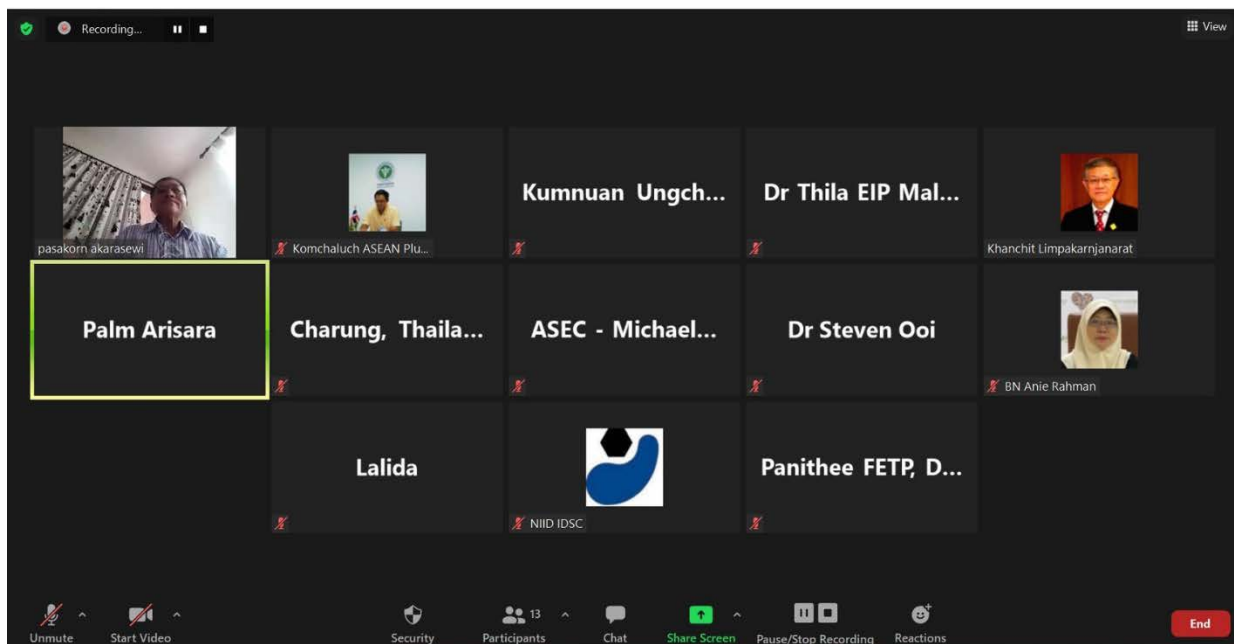 Recording...
View
pasakorn akarasewi
Komchaluch ASEAN Plu...
Kumnuan Ungch...
Dr Thila EIP Mal...
Khanchit Limpakarnjanarat
Palm Arisara
Charung, Thaila...
ASEC - Michael...
Dr Steven Ooi
BN Anie Rahman
Lalida
NIID IDSC
Panithee FETP, D...
Unmute
Start Video
Security
13
Participants
Chat
Share Screen
Pause/Stop Recording
Reactions
End